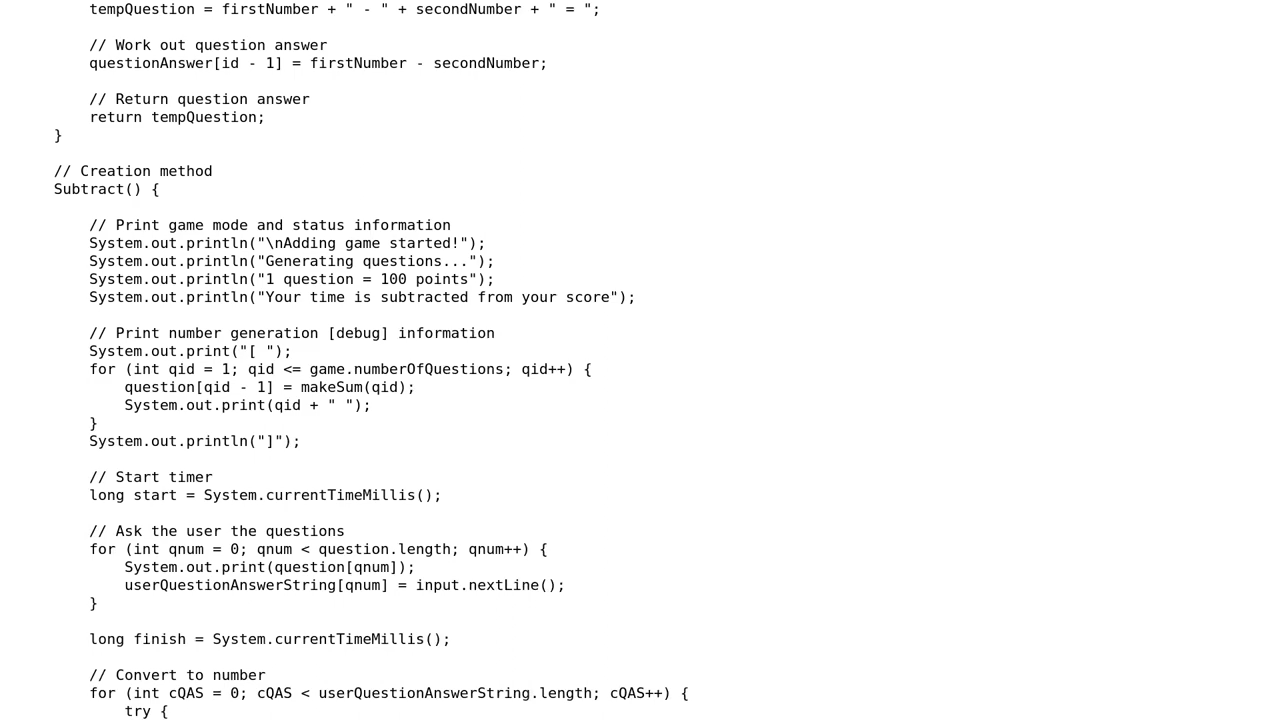 tempQuestion = firstNumber + " - " + secondNumber + " = ";
// Work out question answer
questionAnswer[id - 1] = firstNumber - secondNumber;
// Return question answer
return tempQuestion;
}
// Creation method
Subtract() {
// Print game mode and status information
System.out.println("\nAdding game started!");
System.out.println("Generating questions...");
System.out.println("1 question = 100 points");
System.out.println("Your time is subtracted from your score");
// Print number generation [debug] information
System.out.print("[ ");
for (int qid = 1; qid <= game.numberOfQuestions; qid++) {
question[qid - 1] = makeSum(qid);
System.out.print(qid + " ");
}
System.out.println("]");
// Start timer
long start = System.currentTimeMillis();
// Ask the user the questions
for (int qnum = 0; qnum < question.length; qnum++) {
System.out.print(question[qnum]);
userQuestionAnswerString[qnum] = input.nextLine();
}
long finish = System.currentTimeMillis();
// Convert to number
for (int cQAS = 0; cQAS < userQuestionAnswerString.length; cQAS++) {
try {